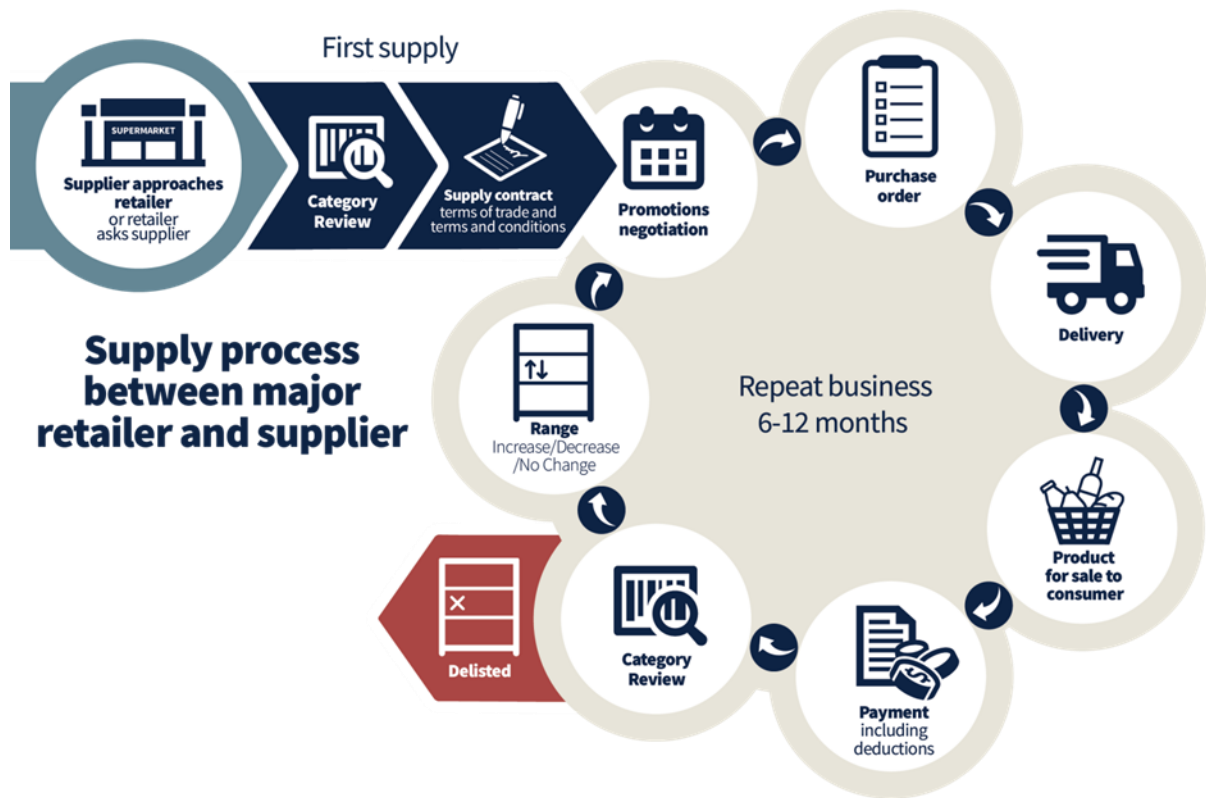 First supply
SUPERMARKET
Supplier approaches
retailer
or retailer
asks supplier
Category
Review
Supply contract
terms of trade and
terms and conditions
Promotions
negotiation
Purchase
order
Delivery
Product
for sale to
consumer
Payment
including
deductions
Category
Review
Delisted
Range
Increase/Decrease
/No Change
Repeat business
6-12 months
Supply process
between major
retailer and supplier